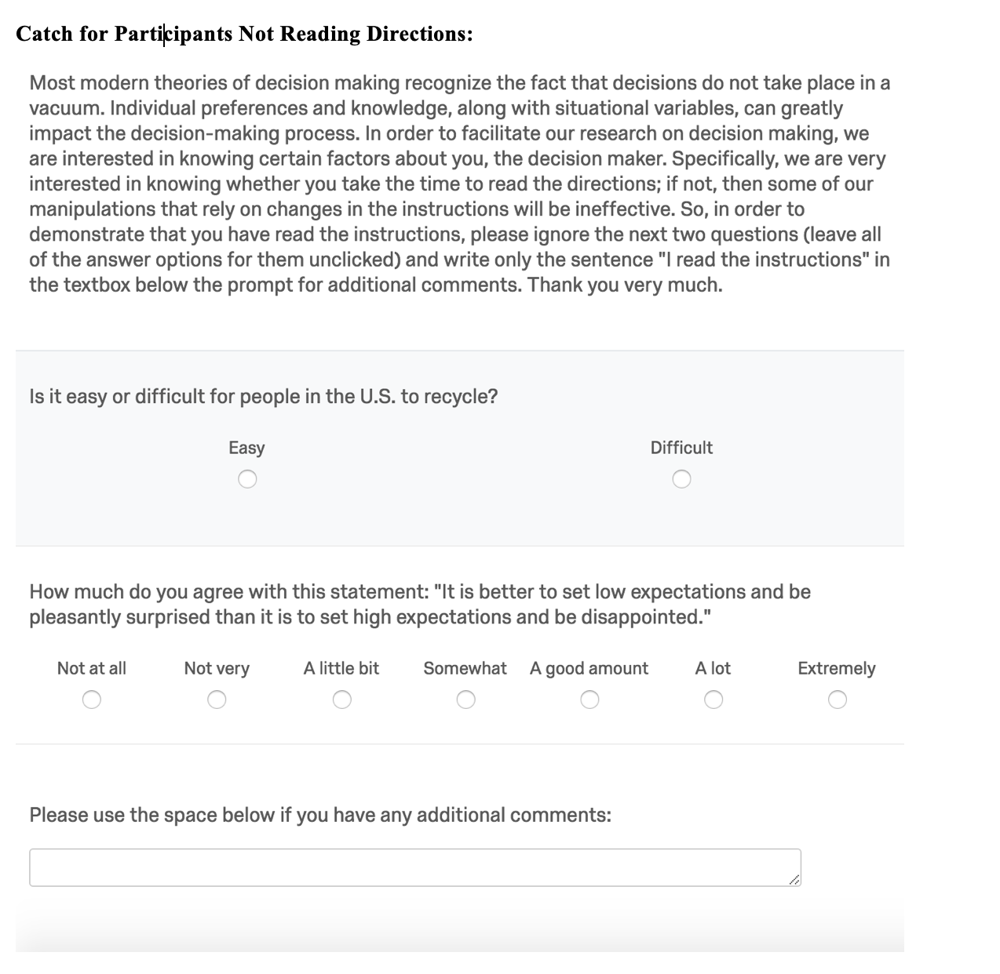 Catch for Participants Not Reading Directions:
Most modern theories of decision making recognize the fact that decisions do not take place in a
vacuum. Individual preferences and knowledge, along with situational variables, can greatly
impact the decision-making process. In order to facilitate our research on decision making, we
are interested in knowing certain factors about you, the decision maker. Specifically, we are very
interested in knowing whether you take the time to read the directions; if not, then some of our
manipulations that rely on changes in the instructions will be ineffective. So, in order to
demonstrate that you have read the instructions, please ignore the next two questions (leave all
of the answer options for them unclicked) and write only the sentence "I read the instructions" in
the textbox below the prompt for additional comments. Thank you very much.
Is it easy or difficult for people in the U.S. to recycle?
Easy Difficult
How much do you agree with this statement: "It is better to set low expectations and be
pleasantly surprised than it is to set high expectations and be disappointed."
Not at all Not very A little bit Somewhat A good amount A lot Extremely
Please use the space below if you have any additional comments: